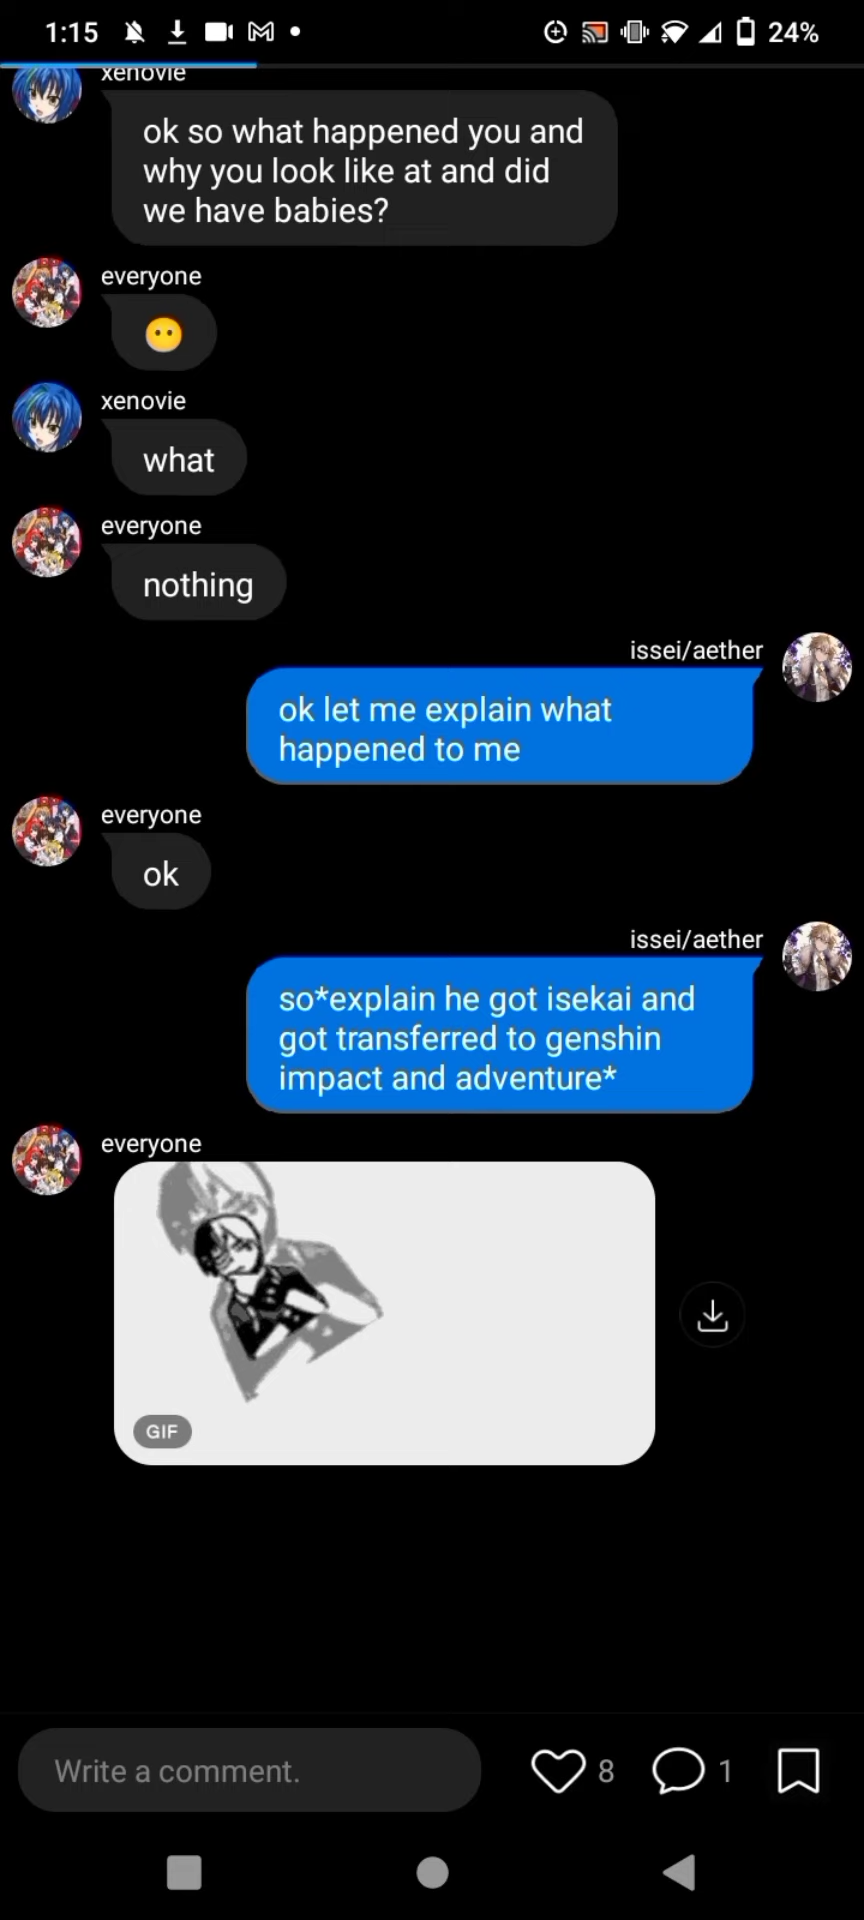 1:15
24%
xenovie
ok so what happened you and
why you look like at and did
we have babies?
everyone
xenovie
what
everyone
nothing
issei/aether
ok let me explain what
happened to me
everyone
ok
issei/aether
so*explain he got isekai and
got transferred to genshin
impact and adventure*
everyone
GIF
Write a comment.
8
1